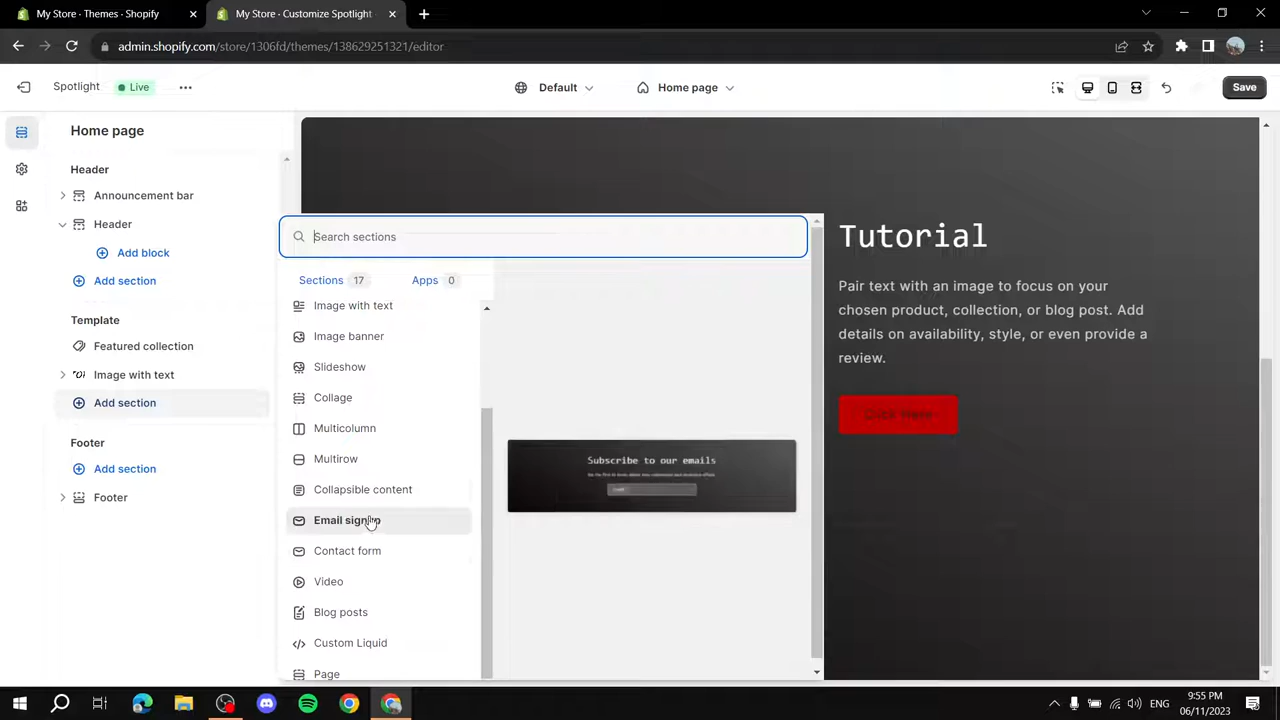 My Store - Themes - Shopify
My Store - Customize Spotlight
admin.shopify.com/store/1306fd/themes/138629251321/editor
Spotlight
Live
Default
Home page
Save
Home page
Header
Announcement bar
Header
Add block
Add section
Template
Featured collection
Image with text
Add section
Footer
Add section
Footer
Search sections
Sections 17
Apps 0
Image with text
Image banner
Slideshow
Collage
Multicolumn
Multirow
Collapsible content
Email signup
Contact form
Video
Blog posts
Custom Liquid
Page
Subscribe to our emails
Tutorial
Pair text with an image to focus on your
chosen product, collection, or blog post. Add
details on availability, style, or even provide a
review.
Click Here
ENG
9:55 PM
06/11/2023